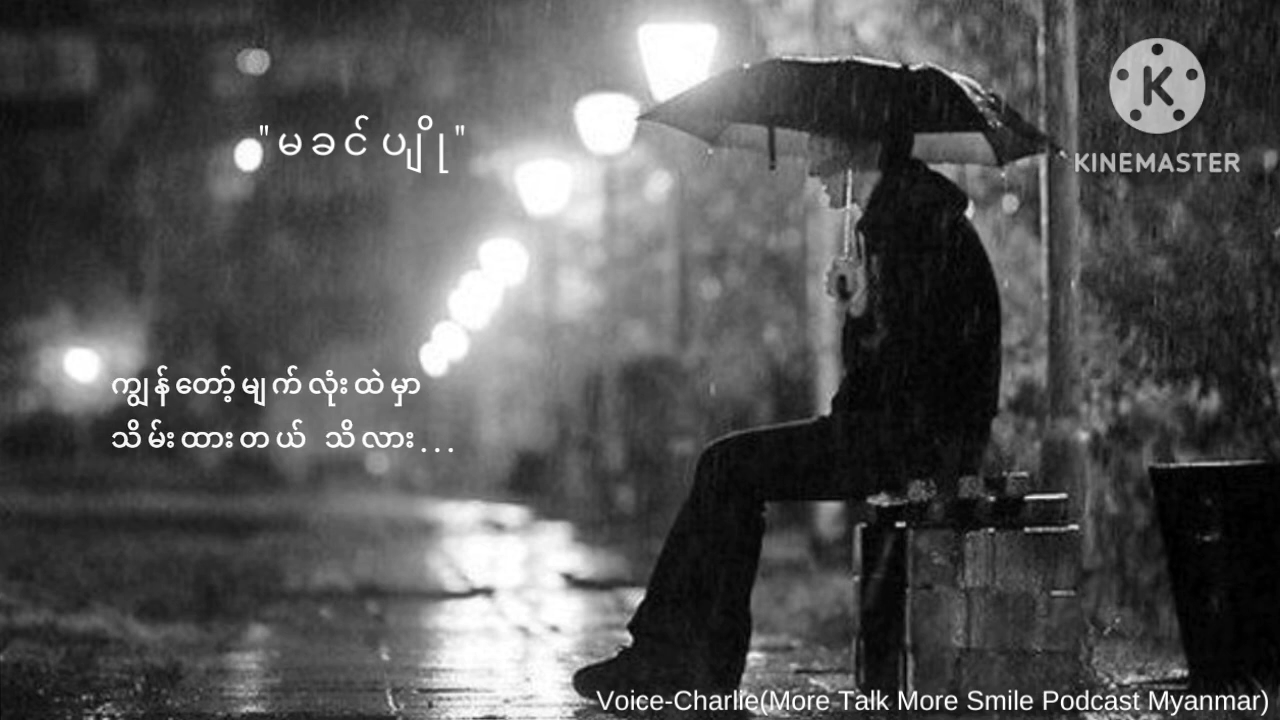 "မခင်ပျို"
KINEMASTER
ကျွန်တော့်မျက်လုံးထဲမှာ
သိမ်းထားတယ် သိလား...
Voice-Charlie(More Talk More Smile Podcast Myanmar)